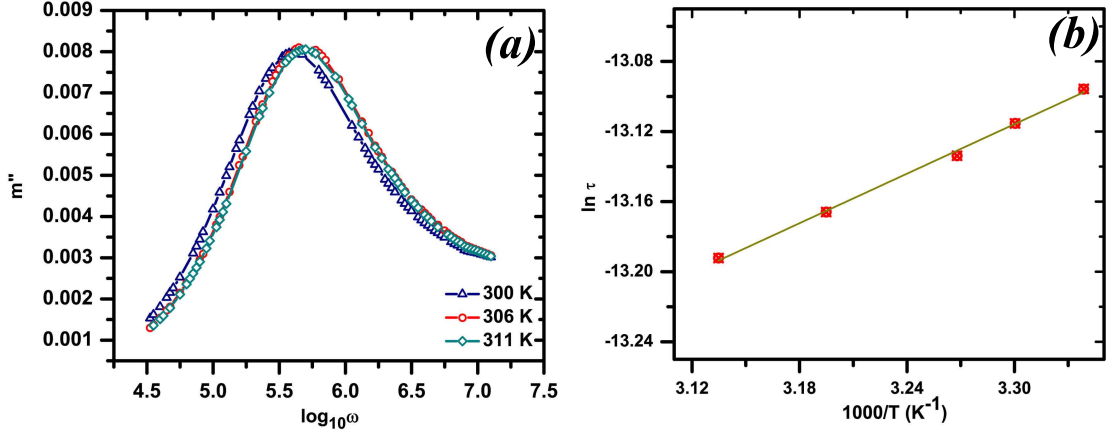 (a)
0.009
0.008
0.007
0.006
0.005
0.004
0.003
0.002
0.001
m"
300 K
306 K
311 K
4.5 5.0 5.5 6.0 6.5 7.0 7.5
log₁₀ω
(b)
-13.08
-13.12
-13.16
-13.20
-13.24
ln τ
3.12 3.18 3.24 3.30
1000/T (K⁻¹)